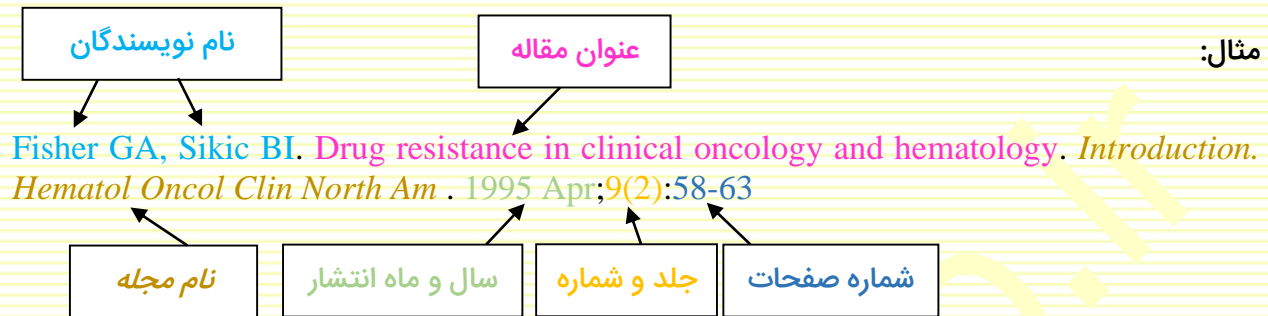 مثال:
نام نویسندگان
عنوان مقاله
Fisher GA, Sikic BI. Drug resistance in clinical oncology and hematology. Introduction.
Hematol Oncol Clin North Am . 1995 Apr;9(2):58-63
نام مجله
سال و ماه انتشار
جلد و شماره
شماره صفحات